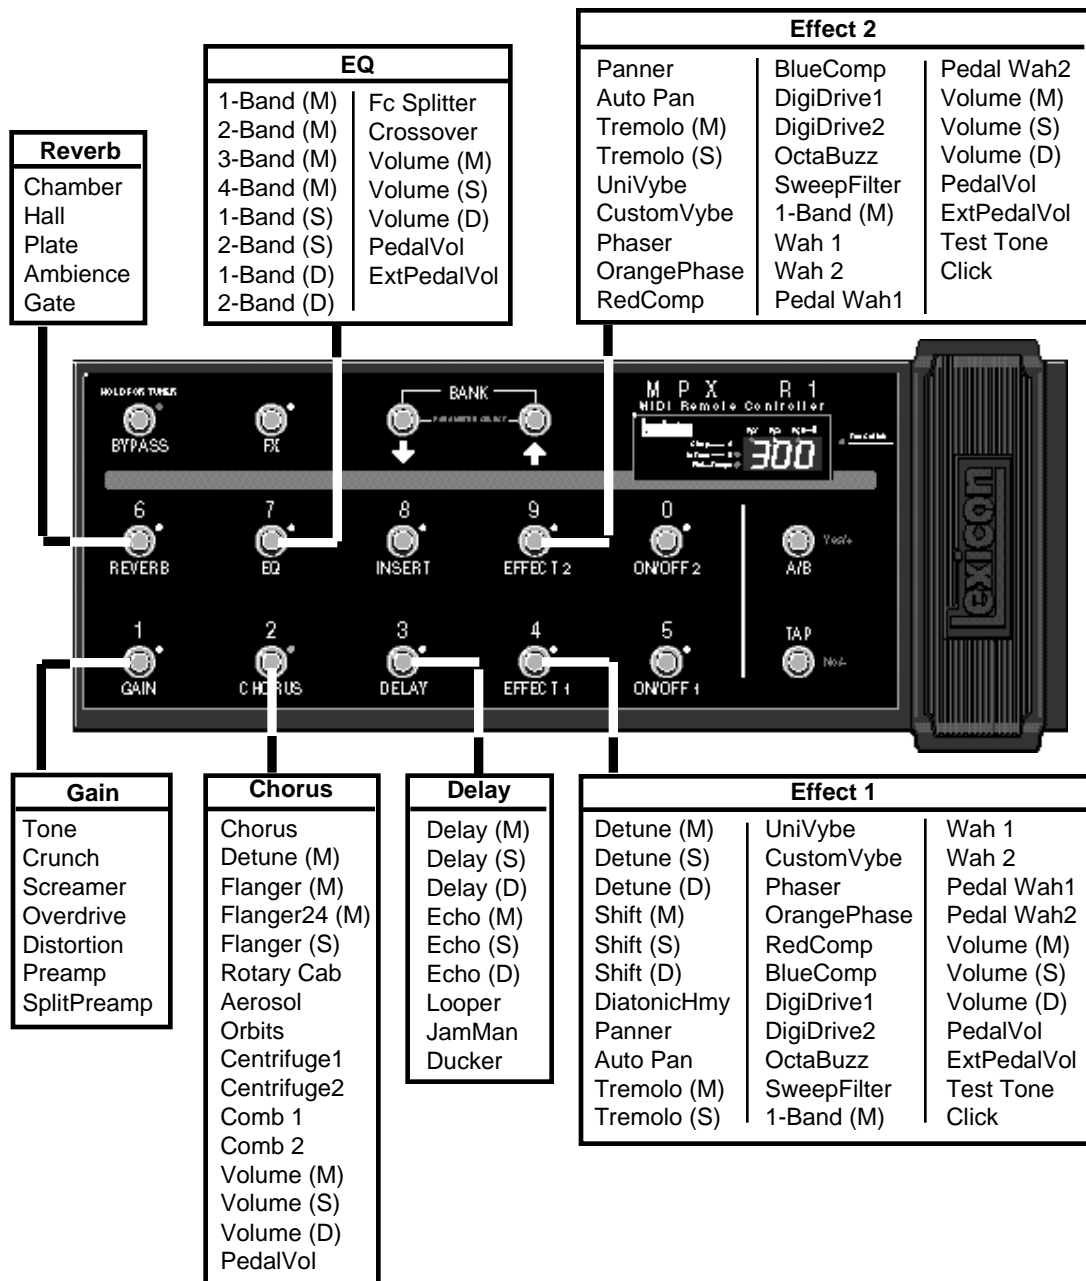 Effect 2
Panner
Auto Pan
Tremolo (M)
Tremolo (S)
UniVybe
CustomVybe
Phaser
OrangePhase
RedComp
BlueComp
DigiDrive1
DigiDrive2
OctaBuzz
SweepFilter
1-Band (M)
Wah 1
Wah 2
Pedal Wah1
Pedal Wah2
Volume (M)
Volume (S)
Volume (D)
PedalVol
ExtPedalVol
Test Tone
Click
EQ
1-Band (M)
2-Band (M)
3-Band (M)
4-Band (M)
1-Band (S)
2-Band (S)
1-Band (D)
2-Band (D)
Fc Splitter
Crossover
Volume (M)
Volume (S)
Volume (D)
PedalVol
ExtPedalVol
Reverb
Chamber
Hall
Plate
Ambience
Gate
HOLD FOR TUNER
BYPASS
FX
BANK
MPX R1
MIDI Remote Controller
300
6
REVERB
7
EQ
8
INSERT
9
EFFECT 2
0
ON/OFF 2
A/B
Yes/+
1
GAIN
2
CHORUS
3
DELAY
4
EFFECT 1
5
ON/OFF 1
TAP
No/-
lexicon
Gain
Tone
Crunch
Screamer
Overdrive
Distortion
Preamp
SplitPreamp
Chorus
Chorus
Detune (M)
Flanger (M)
Flanger24 (M)
Flanger (S)
Rotary Cab
Aerosol
Orbits
Centrifuge1
Centrifuge2
Comb 1
Comb 2
Volume (M)
Volume (S)
Volume (D)
PedalVol
Delay
Delay (M)
Delay (S)
Delay (D)
Echo (M)
Echo (S)
Echo (D)
Looper
JamMan
Ducker
Effect 1
Detune (M)
Detune (S)
Detune (D)
Shift (M)
Shift (S)
Shift (D)
DiatonicHmy
Panner
Auto Pan
Tremolo (M)
Tremolo (S)
UniVybe
CustomVybe
Phaser
OrangePhase
RedComp
BlueComp
DigiDrive1
DigiDrive2
OctaBuzz
SweepFilter
1-Band (M)
Wah 1
Wah 2
Pedal Wah1
Pedal Wah2
Volume (M)
Volume (S)
Volume (D)
PedalVol
ExtPedalVol
Test Tone
Click